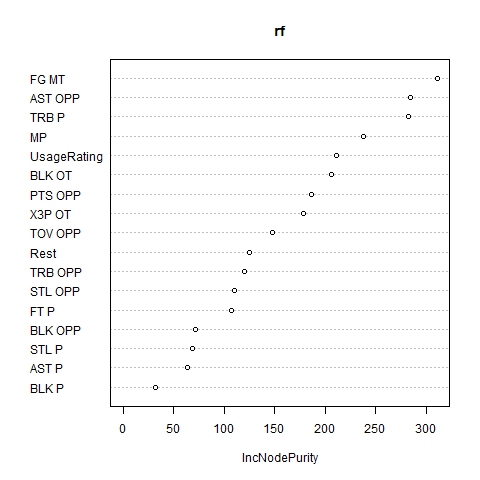 rf
FG MT
AST OPP
TRB P
MP
UsageRating
BLK OT
PTS OPP
X3P OT
TOV OPP
Rest
TRB OPP
STL OPP
FT P
BLK OPP
STL P
AST P
BLK P
0 50 100 150 200 250 300
IncNodePurity